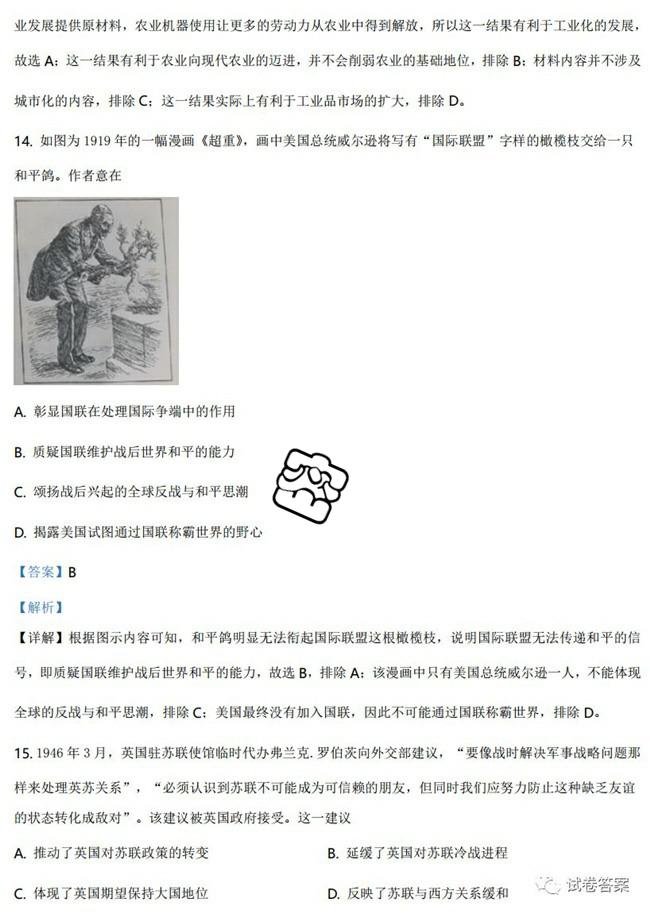 业发展提供原材料，农业机器使用让更多的劳动力从农业中得到解放，所以这一结果有利于工业化的发展，
故选 A；这一结果有利于农业向现代农业的迈进，并不会削弱农业的基础地位，排除 B；材料内容并不涉及
城市化的内容，排除 C；这一结果实际上有利于工业品市场的扩大，排除 D。
14. 如图为 1919 年的一幅漫画《超重》，画中美国总统威尔逊将写有“国际联盟”字样的橄榄枝交给一只
和平鸽。作者意在
A. 彰显国联在处理国际争端中的作用
B. 质疑国联维护战后世界和平的能力
C. 颂扬战后兴起的全球反战与和平思潮
D. 揭露美国试图通过国联称霸世界的野心
【答案】B
【解析】
【详解】根据图示内容可知，和平鸽明显无法衔起国际联盟这根橄榄枝，说明国际联盟无法传递和平的信
号，即质疑国联维护战后世界和平的能力，故选 B，排除 A；该漫画中只有美国总统威尔逊一人，不能体现
全球的反战与和平思潮，排除 C；美国最终没有加入国联，因此不可能通过国联称霸世界，排除 D。
15. 1946 年 3 月，英国驻苏联使馆临时代办弗兰克.罗伯茨向外交部建议，“要像战时解决军事战略问题那
样来处理英苏关系”，“必须认识到苏联不可能成为可信赖的朋友，但同时我们应努力防止这种缺乏友谊
的状态转化成敌对”。该建议被英国政府接受。这一建议
A. 推动了英国对苏联政策的转变 B. 延缓了英国对苏联冷战进程
C. 体现了英国期望保持大国地位 D. 反映了苏联与西方关系缓和
试卷答案